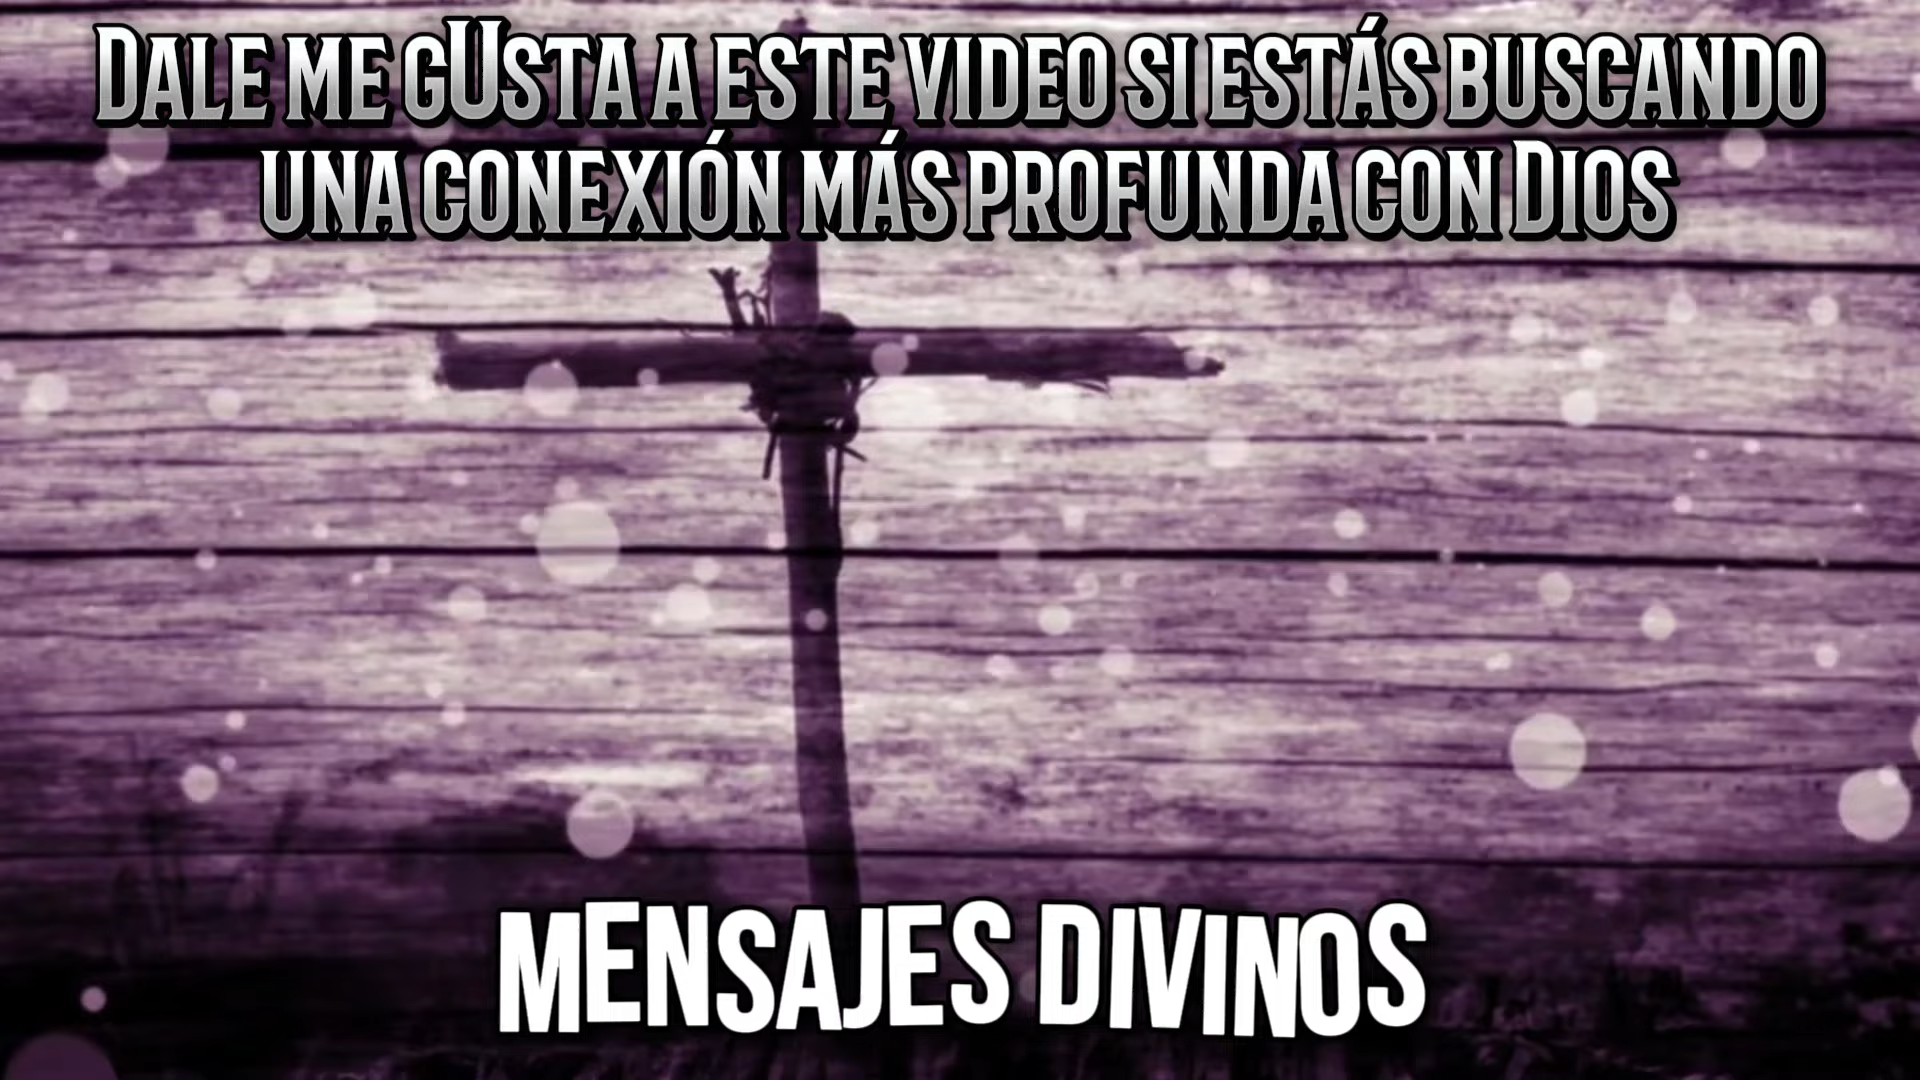 DALE ME GUSTA A ESTE VIDEO SI ESTÁS BUSCANDO
UNA CONEXIÓN MÁS PROFUNDA CON DIOS
MENSAJES DIVINOS